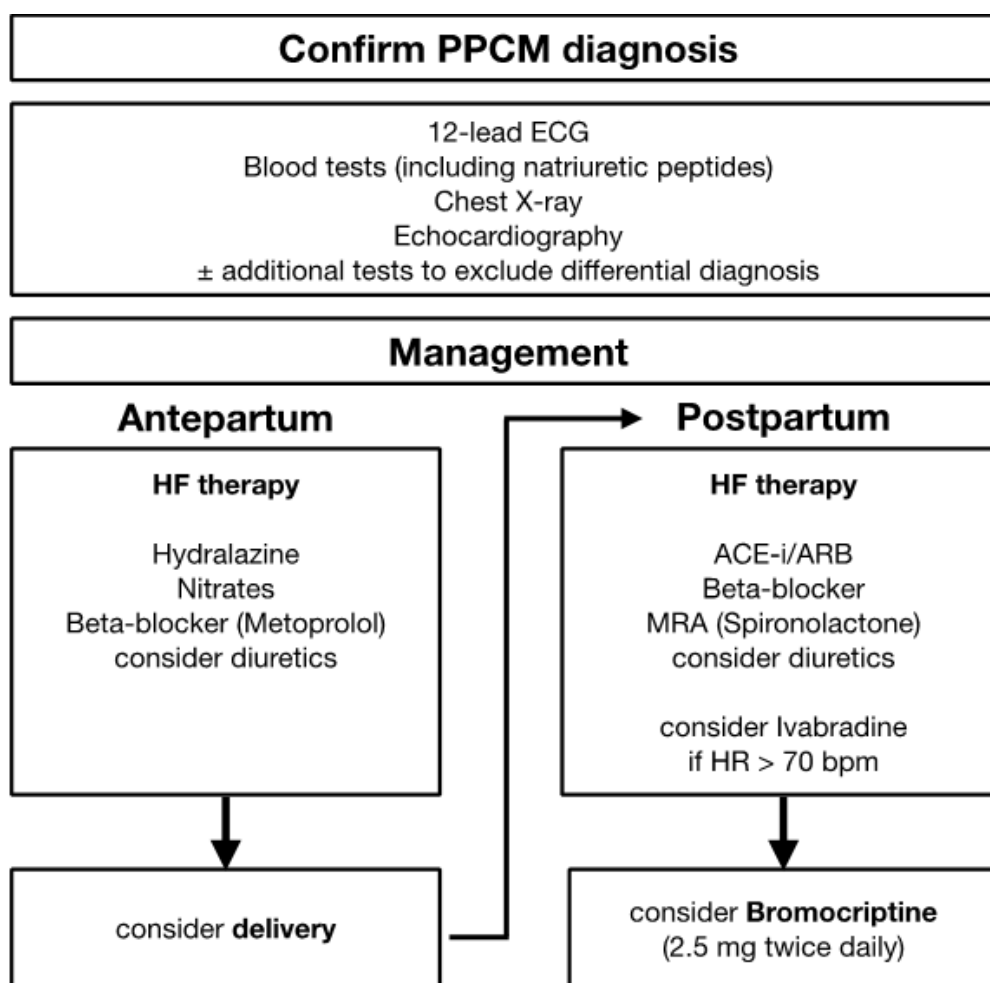 Confirm PPCM diagnosis
12-lead ECG
Blood tests (including natriuretic peptides)
Chest X-ray
Echocardiography
± additional tests to exclude differential diagnosis
Management
Antepartum
HF therapy
Hydralazine
Nitrates
Beta-blocker (Metoprolol)
consider diuretics
consider delivery
Postpartum
HF therapy
ACE-i/ARB
Beta-blocker
MRA (Spironolactone)
consider diuretics
consider Ivabradine
if HR > 70 bpm
consider Bromocriptine
(2.5 mg twice daily)